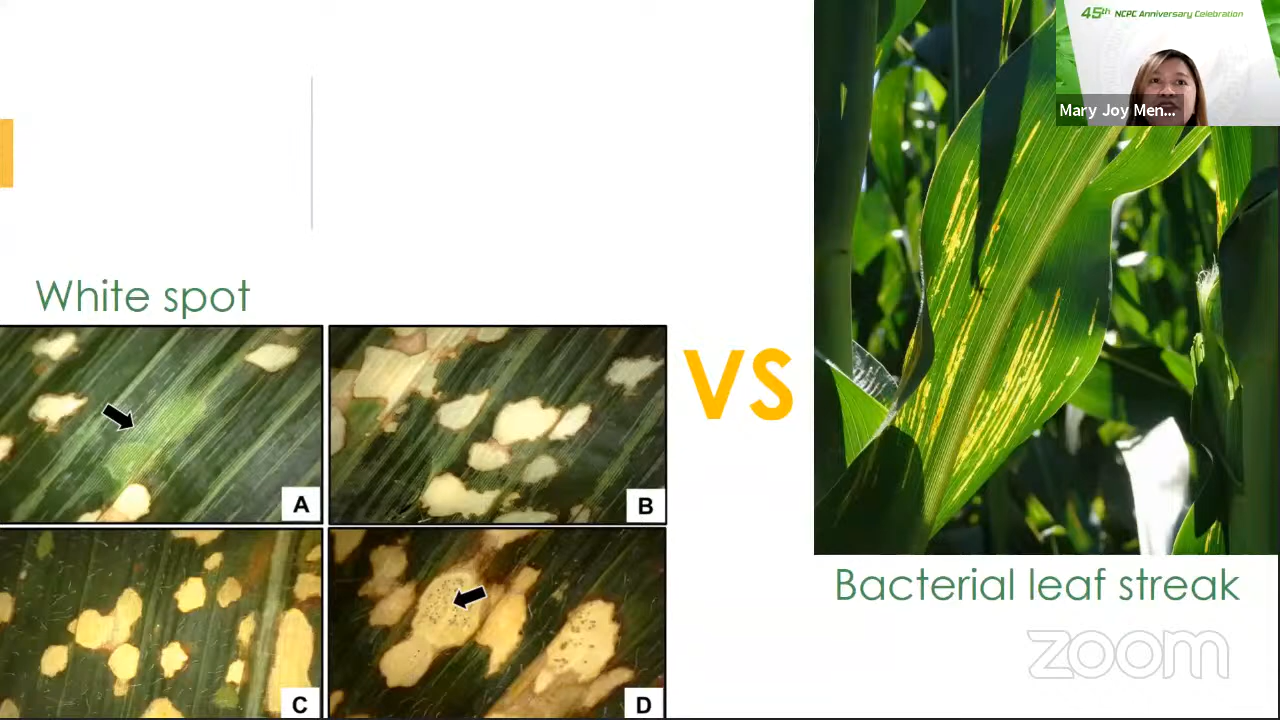 45th NCPC Anniversary Celebration
Mary Joy Men...
White spot
A
B
VS
C
D
Bacterial leaf streak
zoom